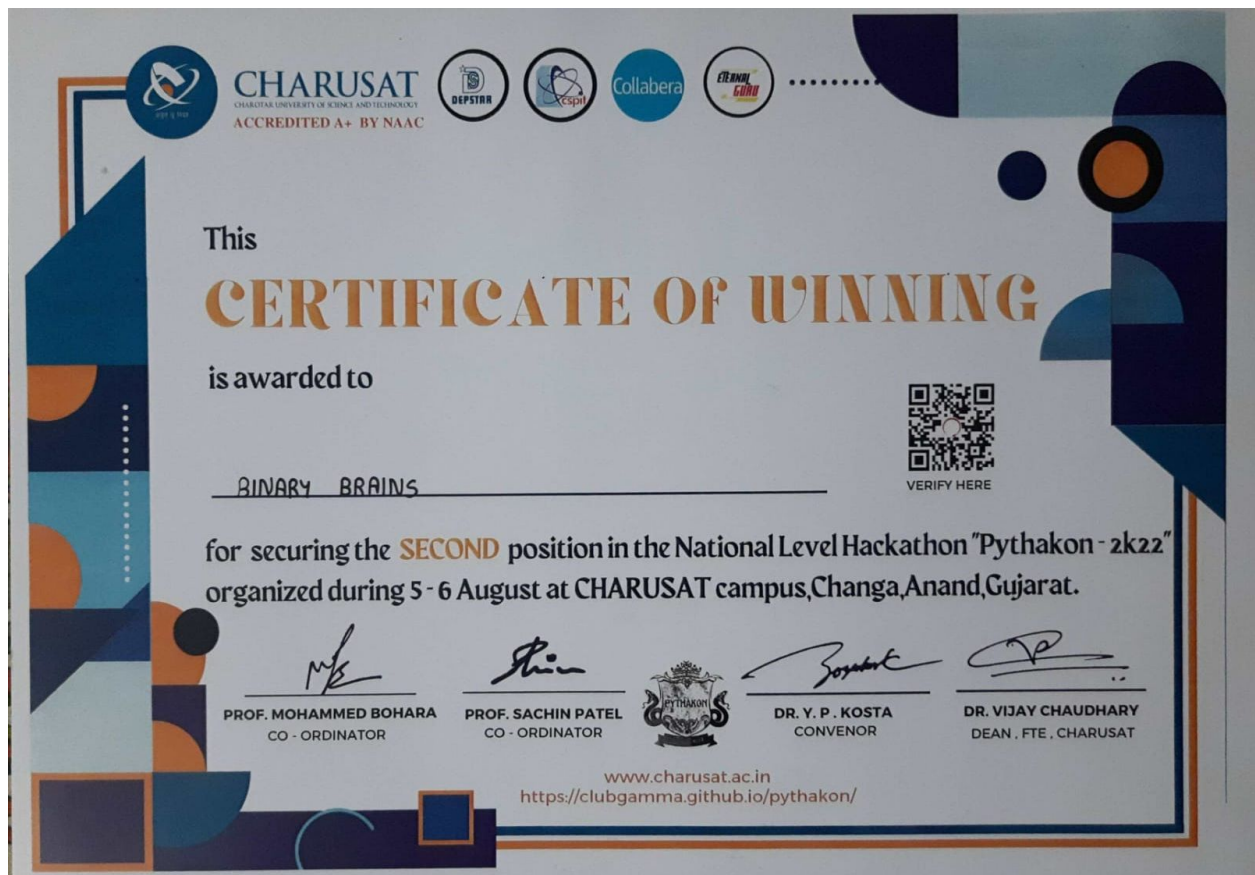 CHARUSAT
CHAROTAR UNIVERSITY OF SCIENCE AND TECHNOLOGY
ACCREDITED A+ BY NAAC
DEPSTAR
cspit
Collabera
ETERNAL
GURU
This
CERTIFICATE OF WINNING
is awarded to
VERIFY HERE
BINARY BRAINS
for securing the SECOND position in the National Level Hackathon "Pythakon - 2k22"
organized during 5 - 6 August at CHARUSAT campus,Changa,Anand,Gujarat.
PYTHAKON
PROF. MOHAMMED BOHARA
CO - ORDINATOR
PROF. SACHIN PATEL
CO - ORDINATOR
DR. Y. P . KOSTA
CONVENOR
DR. VIJAY CHAUDHARY
DEAN , FTE , CHARUSAT
www.charusat.ac.in
https://clubgamma.github.io/pythakon/